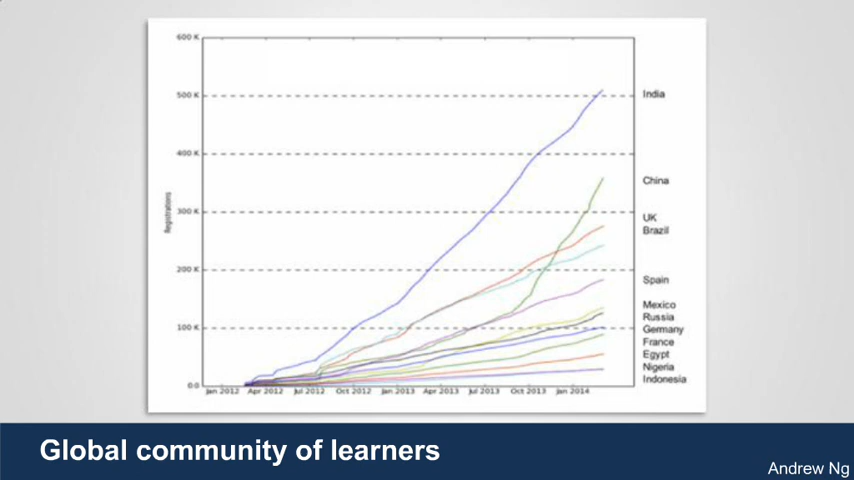 600 K
500 K
400 K
300 K
200 K
100 K
0.0
Registrations
Jan 2012 Apr 2012 Jul 2012 Oct 2012 Jan 2013 Apr 2013 Jul 2013 Oct 2013 Jan 2014
India
China
UK
Brazil
Spain
Mexico
Russia
Germany
France
Egypt
Nigeria
Indonesia
Global community of learners
Andrew Ng